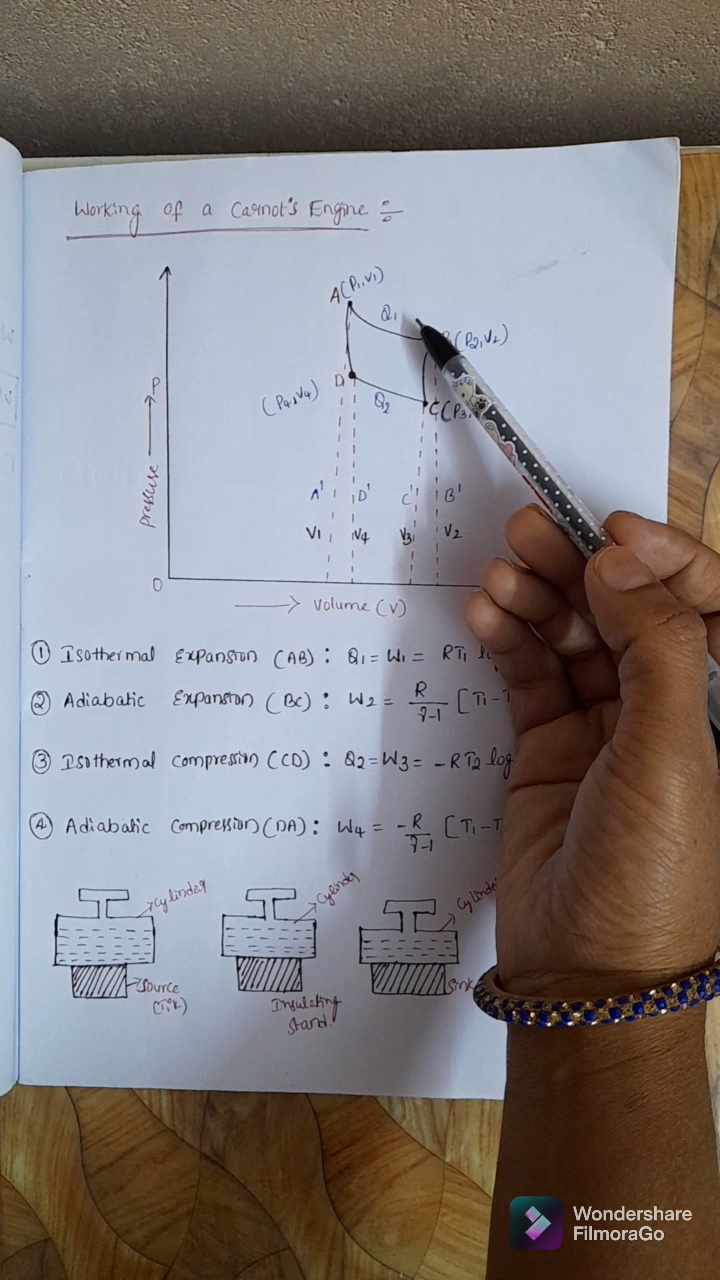 Working of a Carnot's Engine :-
A(P1,V1)
Q1
(P2,V2)
P
D
(P4,V4)
Q2
C(P3,
pressure
A' D' C' B'
V1 V4 V3 V2
O
Volume (V)
① Isothermal Expansion (AB) : Q1 = W1 = RT1
② Adiabatic Expansion (BC) : W2 = R/γ-1 [T1-T
③ Isothermal compression (CD) : Q2 = W3 = -RT2 log
④ Adiabatic Compression (DA) : W4 = -R/γ-1 [T1-T
Cylinder
Source
(T1°K)
Cylinder
Insulating
Stand
Cylinde
Sink
Wondershare
FilmoraGo